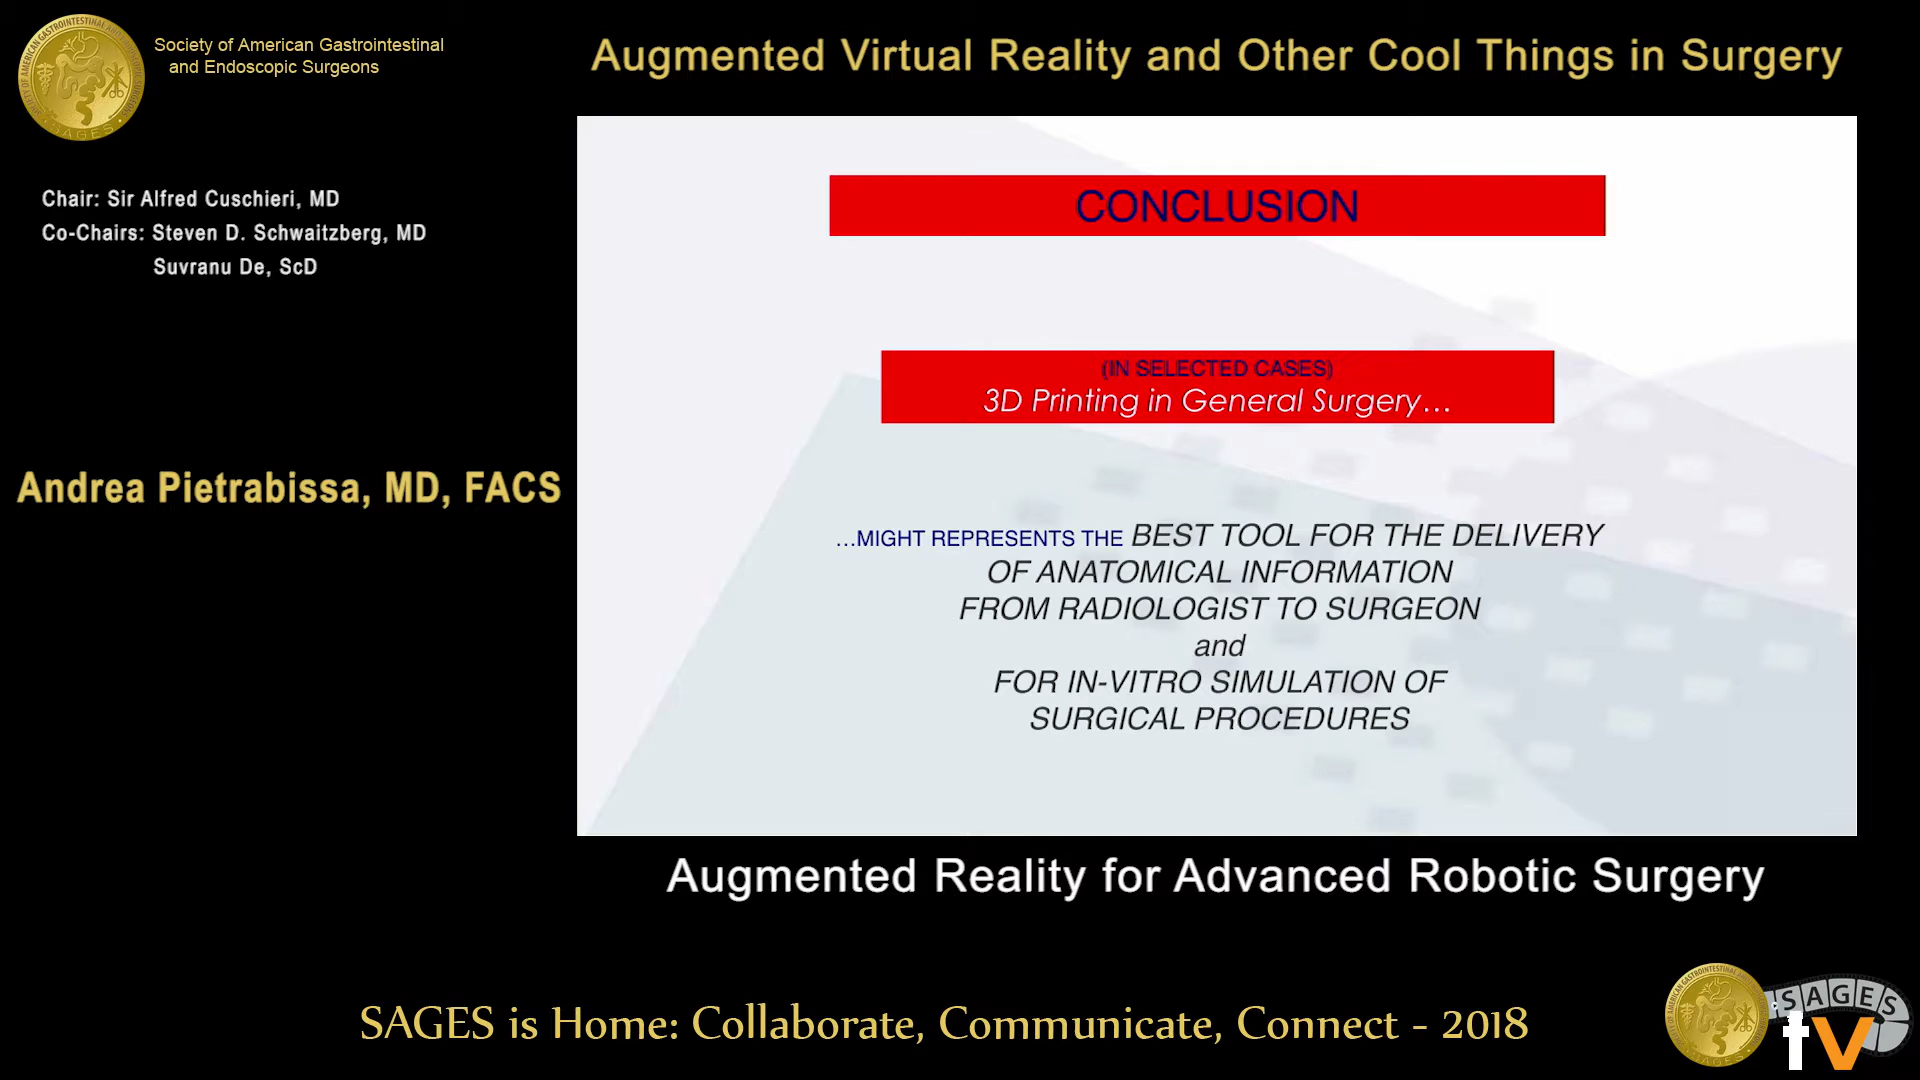 Society of American Gastrointestinal
and Endoscopic Surgeons
Augmented Virtual Reality and Other Cool Things in Surgery
Chair: Sir Alfred Cuschieri, MD
Co-Chairs: Steven D. Schwaitzberg, MD
Suvranu De, ScD
Andrea Pietrabissa, MD, FACS
CONCLUSION
(IN SELECTED CASES)
3D Printing in General Surgery...
...MIGHT REPRESENTS THE BEST TOOL FOR THE DELIVERY
OF ANATOMICAL INFORMATION
FROM RADIOLOGIST TO SURGEON
and
FOR IN-VITRO SIMULATION OF
SURGICAL PROCEDURES
Augmented Reality for Advanced Robotic Surgery
SAGES is Home: Collaborate, Communicate, Connect - 2018
SAGES
tv